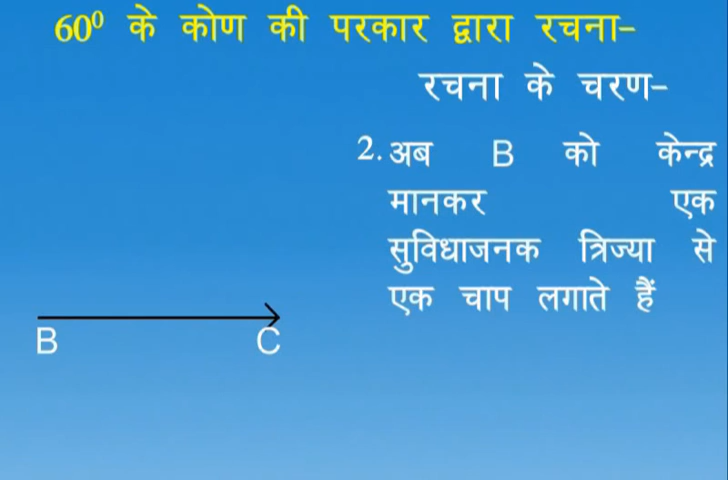 60⁰ के कोण की परकार द्वारा रचना–
रचना के चरण–
2. अब B को केन्द्र
मानकर एक
सुविधाजनक त्रिज्या से
एक चाप लगाते हैं
B C